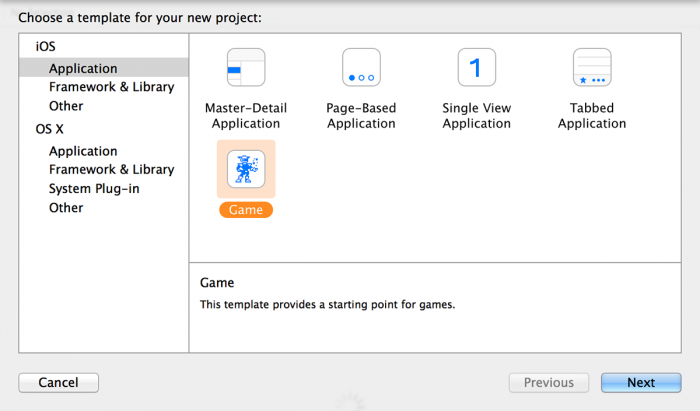 Choose a template for your new project:
iOS
Application
Framework & Library
Other
OS X
Application
Framework & Library
System Plug-in
Other
Master-Detail
Application
Page-Based
Application
1
Single View
Application
Tabbed
Application
Game
Game
This template provides a starting point for games.
Cancel
Previous
Next